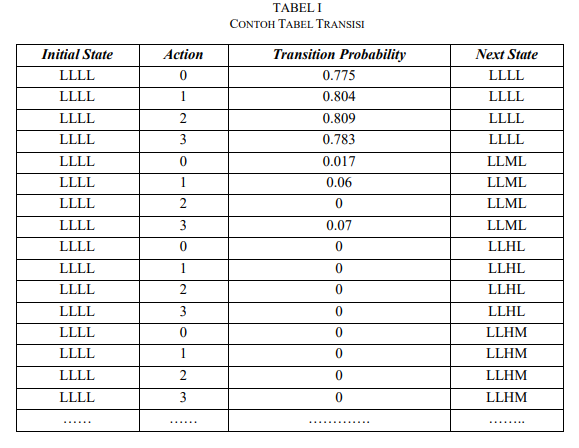 TABEL I
CONTOH TABEL TRANSISI
Initial State Action Transition Probability Next State
LLLL 0 0.775 LLLL
LLLL 1 0.804 LLLL
LLLL 2 0.809 LLLL
LLLL 3 0.783 LLLL
LLLL 0 0.017 LLML
LLLL 1 0.06 LLML
LLLL 2 0 LLML
LLLL 3 0.07 LLML
LLLL 0 0 LLHL
LLLL 1 0 LLHL
LLLL 2 0 LLHL
LLLL 3 0 LLHL
LLLL 0 0 LLHM
LLLL 1 0 LLHM
LLLL 2 0 LLHM
LLLL 3 0 LLHM
…… …… …………. ……..